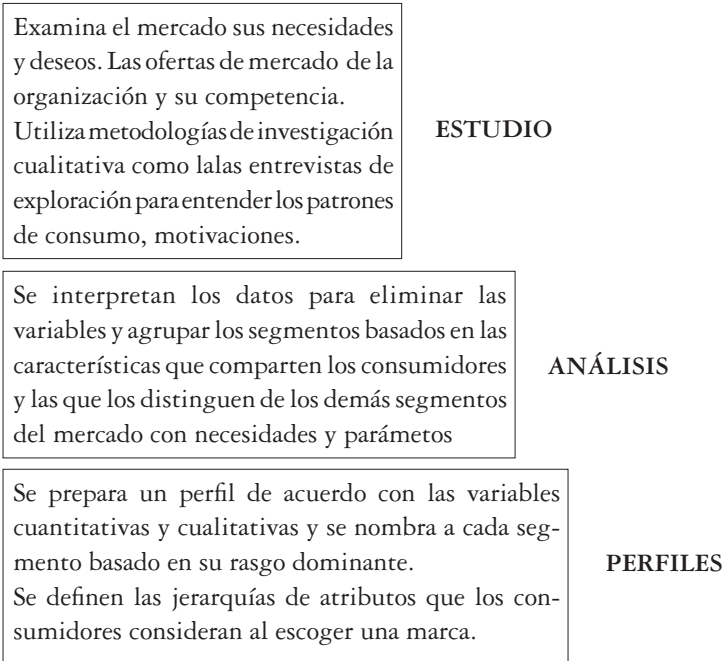 Examina el mercado sus necesidades
y deseos. Las ofertas de mercado de la
organización y su competencia.
Utiliza metodologías de investigación
cualitativa como lalas entrevistas de
exploración para entender los patrones
de consumo, motivaciones.
ESTUDIO
Se interpretan los datos para eliminar las
variables y agrupar los segmentos basados en las
características que comparten los consumidores
y las que los distinguen de los demás segmentos
del mercado con necesidades y parámetos
ANÁLISIS
Se prepara un perfil de acuerdo con las variables
cuantitativas y cualitativas y se nombra a cada seg-
mento basado en su rasgo dominante.
Se definen las jerarquías de atributos que los con-
sumidores consideran al escoger una marca.
PERFILES